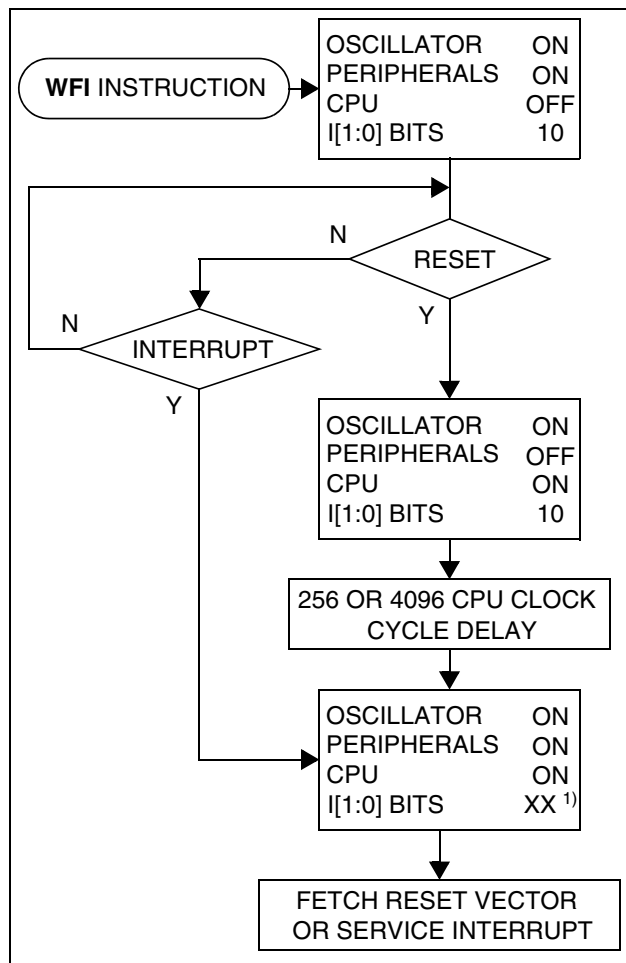 WFI INSTRUCTION
OSCILLATOR ON
PERIPHERALS ON
CPU OFF
I[1:0] BITS 10
N
RESET
Y
N
INTERRUPT
Y
OSCILLATOR ON
PERIPHERALS OFF
CPU ON
I[1:0] BITS 10
256 OR 4096 CPU CLOCK
CYCLE DELAY
OSCILLATOR ON
PERIPHERALS ON
CPU ON
I[1:0] BITS XX 1)
FETCH RESET VECTOR
OR SERVICE INTERRUPT